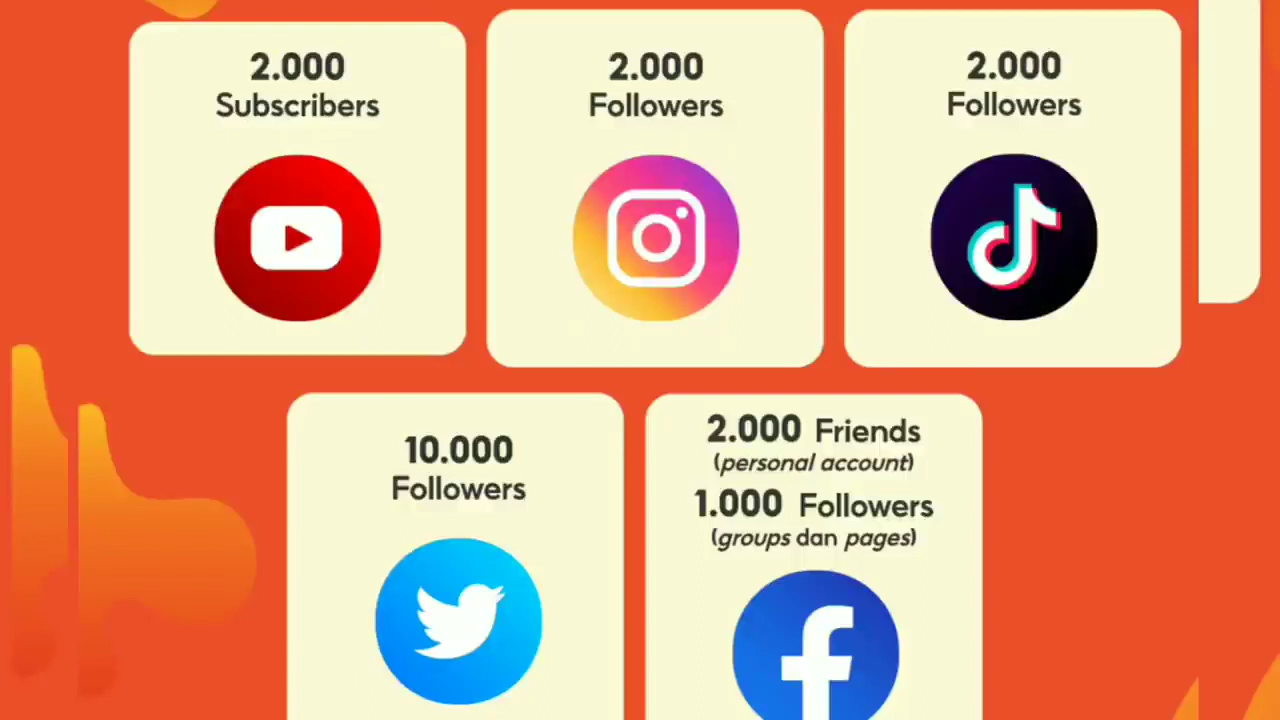 2.000
Subscribers
2.000
Followers
2.000
Followers
10.000
Followers
2.000 Friends
(personal account)
1.000 Followers
(groups dan pages)